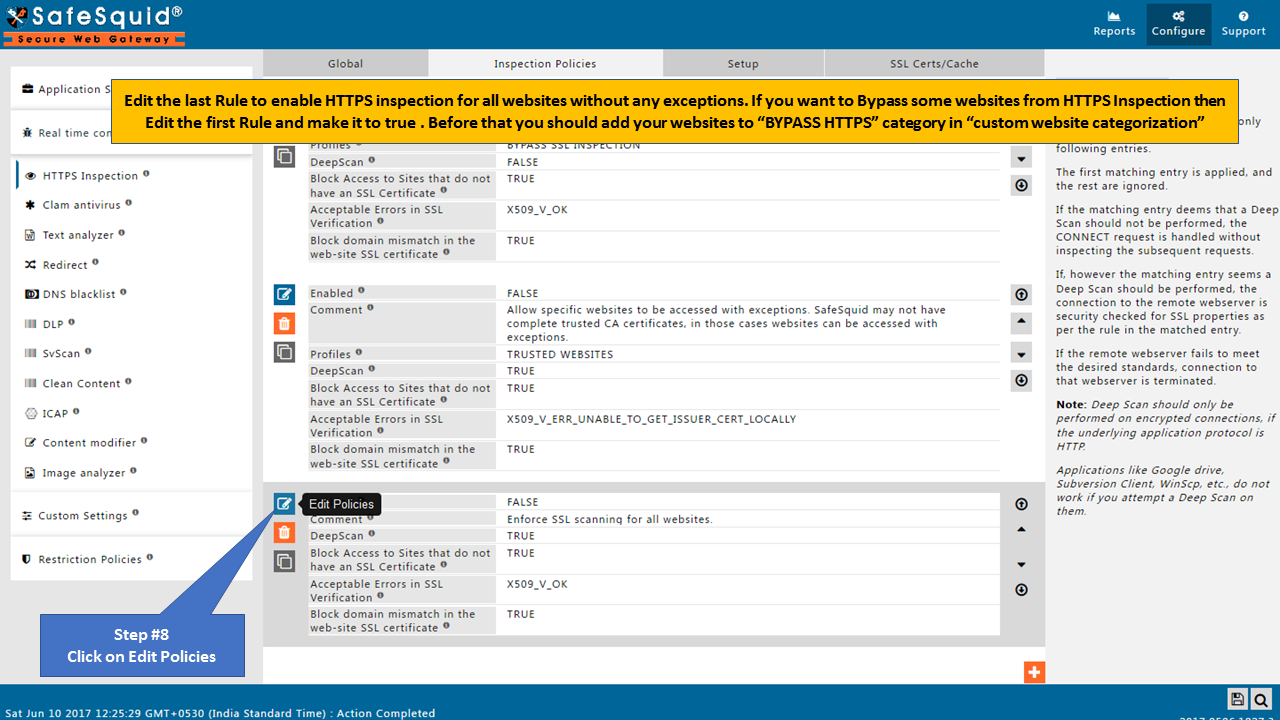 SafeSquid®
Secure Web Gateway
Reports
Configure
Support
Global
Inspection Policies
Setup
SSL Certs/Cache
Edit the last Rule to enable HTTPS inspection for all websites without any exceptions. If you want to Bypass some websites from HTTPS Inspection then
Edit the first Rule and make it to true . Before that you should add your websites to “BYPASS HTTPS” category in “custom website categorization”
Application S
Real time con
HTTPS Inspection
Clam antivirus
Text analyzer
Redirect
DNS blacklist
DLP
SvScan
Clean Content
ICAP
Content modifier
Image analyzer
Custom Settings
Restriction Policies
Profiles BYPASS SSL INSPECTION
DeepScan FALSE
Block Access to Sites that do not TRUE
have an SSL Certificate
Acceptable Errors in SSL X509_V_OK
Verification
Block domain mismatch in the TRUE
web-site SSL certificate
Enabled FALSE
Comment Allow specific websites to be accessed with exceptions. SafeSquid may not have
complete trusted CA certificates, in those cases websites can be accessed with
exceptions.
Profiles TRUSTED WEBSITES
DeepScan TRUE
Block Access to Sites that do not TRUE
have an SSL Certificate
Acceptable Errors in SSL X509_V_ERR_UNABLE_TO_GET_ISSUER_CERT_LOCALLY
Verification
Block domain mismatch in the TRUE
web-site SSL certificate
Edit Policies FALSE
Comment Enforce SSL scanning for all websites.
DeepScan TRUE
Block Access to Sites that do not TRUE
have an SSL Certificate
Acceptable Errors in SSL X509_V_OK
Verification
Block domain mismatch in the TRUE
web-site SSL certificate
only
following entries.
The first matching entry is applied, and
the rest are ignored.
If the matching entry deems that a Deep
Scan should not be performed, the
CONNECT request is handled without
inspecting the subsequent requests.
If, however the matching entry seems a
Deep Scan should be performed, the
connection to the remote webserver is
security checked for SSL properties as
per the rule in the matched entry.
If the remote webserver fails to meet
the desired standards, connection to
that webserver is terminated.
Note: Deep Scan should only be
performed on encrypted connections, if
the underlying application protocol is
HTTP.
Applications like Google drive,
Subversion Client, WinScp, etc., do not
work if you attempt a Deep Scan on
them.
Step #8
Click on Edit Policies
Sat Jun 10 2017 12:25:29 GMT+0530 (India Standard Time) : Action Completed